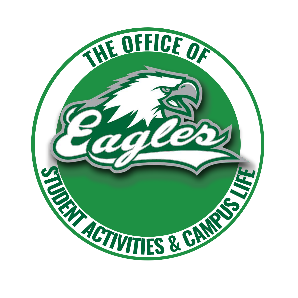 THE OFFICE OF
Eagles
STUDENT ACTIVITIES & CAMPUS LIFE